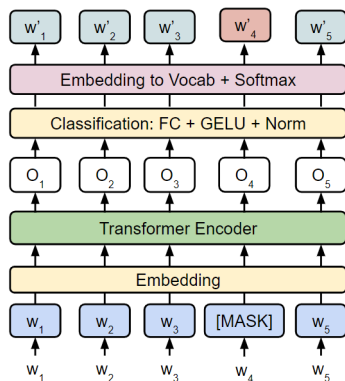 w'₁ w'₂ w'₃ w'₄ w'₅
Embedding to Vocab + Softmax
Classification: FC + GELU + Norm
O₁ O₂ O₃ O₄ O₅
Transformer Encoder
Embedding
w₁ w₂ w₃ [MASK] w₅
w₁ w₂ w₃ w₄ w₅